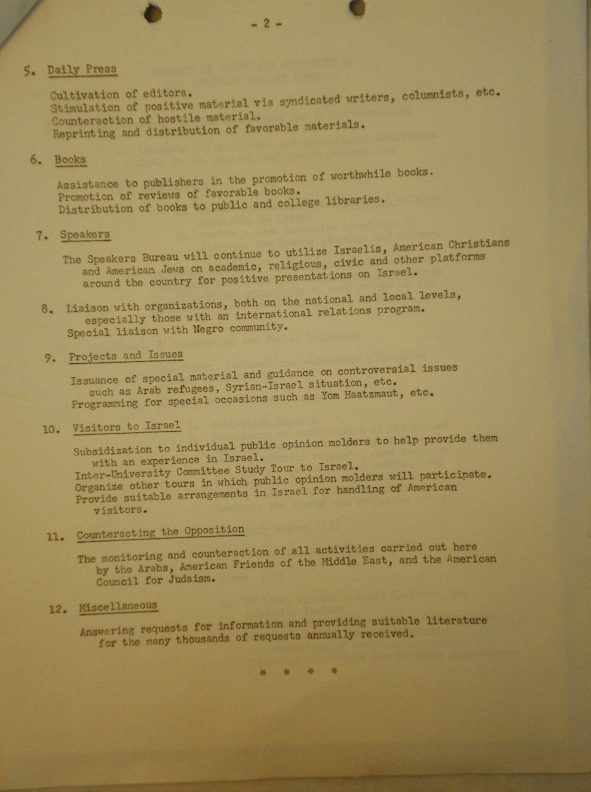 - 2 -
5. Daily Press
Cultivation of editors.
Stimulation of positive material via syndicated writers, columnists, etc.
Counteraction of hostile material.
Reprinting and distribution of favorable materials.
6. Books
Assistance to publishers in the promotion of worthwhile books.
Promotion of reviews of favorable books.
Distribution of books to public and college libraries.
7. Speakers
The Speakers Bureau will continue to utilize Israelis, American Christians
and American Jews on academic, religious, civic and other platforms
around the country for positive presentations on Israel.
8. Liaison with organizations, both on the national and local levels,
especially those with an international relations program.
Special liaison with Negro community.
9. Projects and Issues
Issuance of special material and guidance on controversial issues
such as Arab refugees, Syrian-Israel situation, etc.
Programming for special occasions such as Yom Haatzmaut, etc.
10. Visitors to Israel
Subsidization to individual public opinion molders to help provide them
with an experience in Israel.
Inter-University Committee Study Tour to Israel.
Organize other tours in which public opinion molders will participate.
Provide suitable arrangements in Israel for handling of American
visitors.
11. Counteracting the Opposition
The monitoring and counteraction of all activities carried out here
by the Arabs, American Friends of the Middle East, and the American
Council for Judaism.
12. Miscellaneous
Answering requests for information and providing suitable literature
for the many thousands of requests annually received.
* * * *